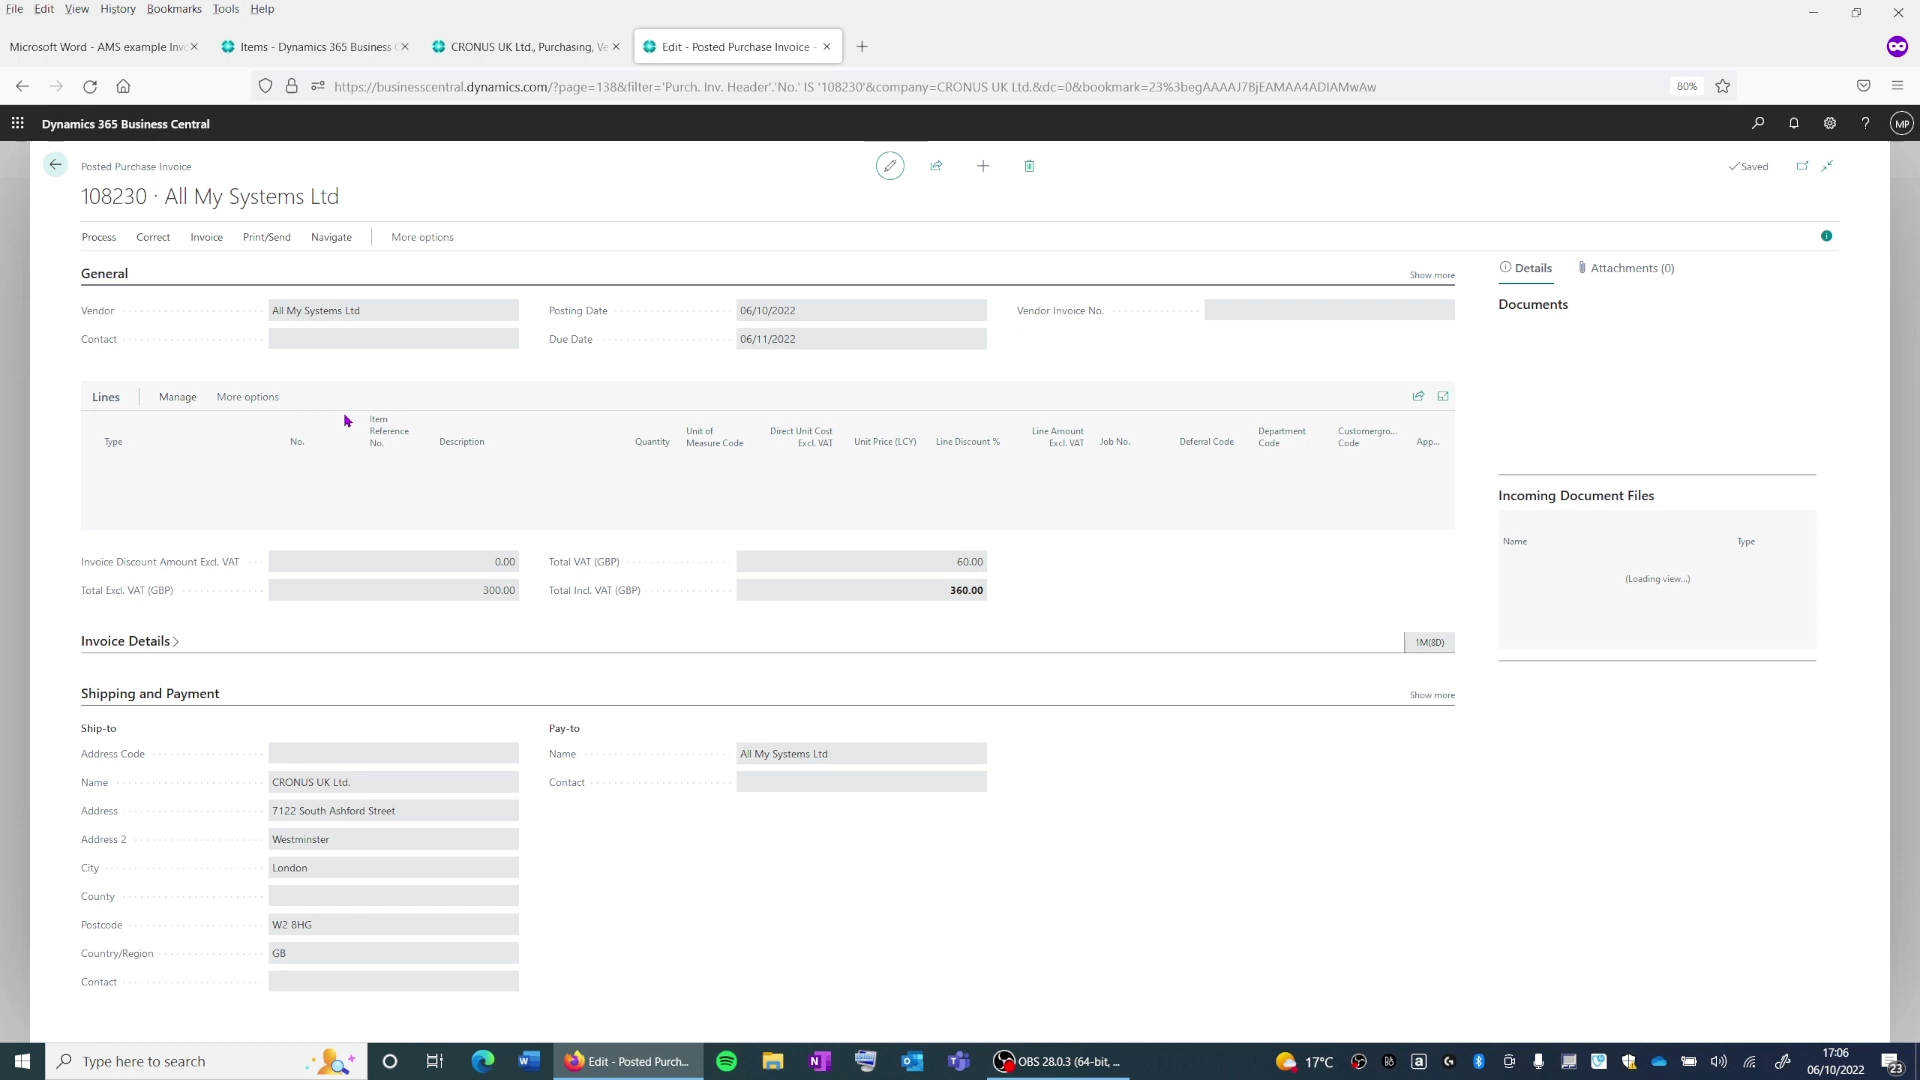 File Edit View History Bookmarks Tools Help
Microsoft Word - AMS example Invc
Items - Dynamics 365 Business C
CRONUS UK Ltd., Purchasing, Ve
Edit - Posted Purchase Invoice -
https://businesscentral.dynamics.com/?page=138&filter='Purch. Inv. Header'.'No.' IS '108230'&company=CRONUS UK Ltd.&dc=0&bookmark=23%3begAAAAJ7BjEAMAA4ADIAMwAw
80%
Dynamics 365 Business Central
MP
Posted Purchase Invoice
Saved
108230 · All My Systems Ltd
Process Correct Invoice Print/Send Navigate More options
General
Show more
Vendor All My Systems Ltd Posting Date 06/10/2022 Vendor Invoice No.
Contact Due Date 06/11/2022
Details Attachments (0)
Documents
Lines Manage More options
Type No. Item Reference No. Description Quantity Unit of Measure Code Direct Unit Cost Excl. VAT Unit Price (LCY) Line Discount % Line Amount Excl. VAT Job No. Deferral Code Department Code Customergro... Code App...
Incoming Document Files
Name Type
(Loading view...)
Invoice Discount Amount Excl. VAT 0.00 Total VAT (GBP) 60.00
Total Excl. VAT (GBP) 300.00 Total Incl. VAT (GBP) 360.00
Invoice Details
1M(8D)
Shipping and Payment
Show more
Ship-to
Address Code
Name CRONUS UK Ltd.
Address 7122 South Ashford Street
Address 2 Westminster
City London
County
Postcode W2 8HG
Country/Region GB
Contact
Pay-to
Name All My Systems Ltd
Contact
Type here to search
Edit - Posted Purch...
OBS 28.0.3 (64-bit, ...
17°C
17:06
06/10/2022
23